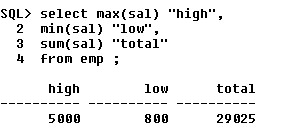 SQL> select max(sal) "high",
  2  min(sal) "low",
  3  sum(sal) "total"
  4  from emp ;
      high        low      total
---------- ---------- ----------
      5000        800      29025